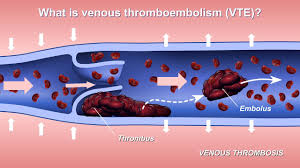 What is venous thromboembolism (VTE)?
Embolus
Thrombus
VENOUS THROMBOSIS